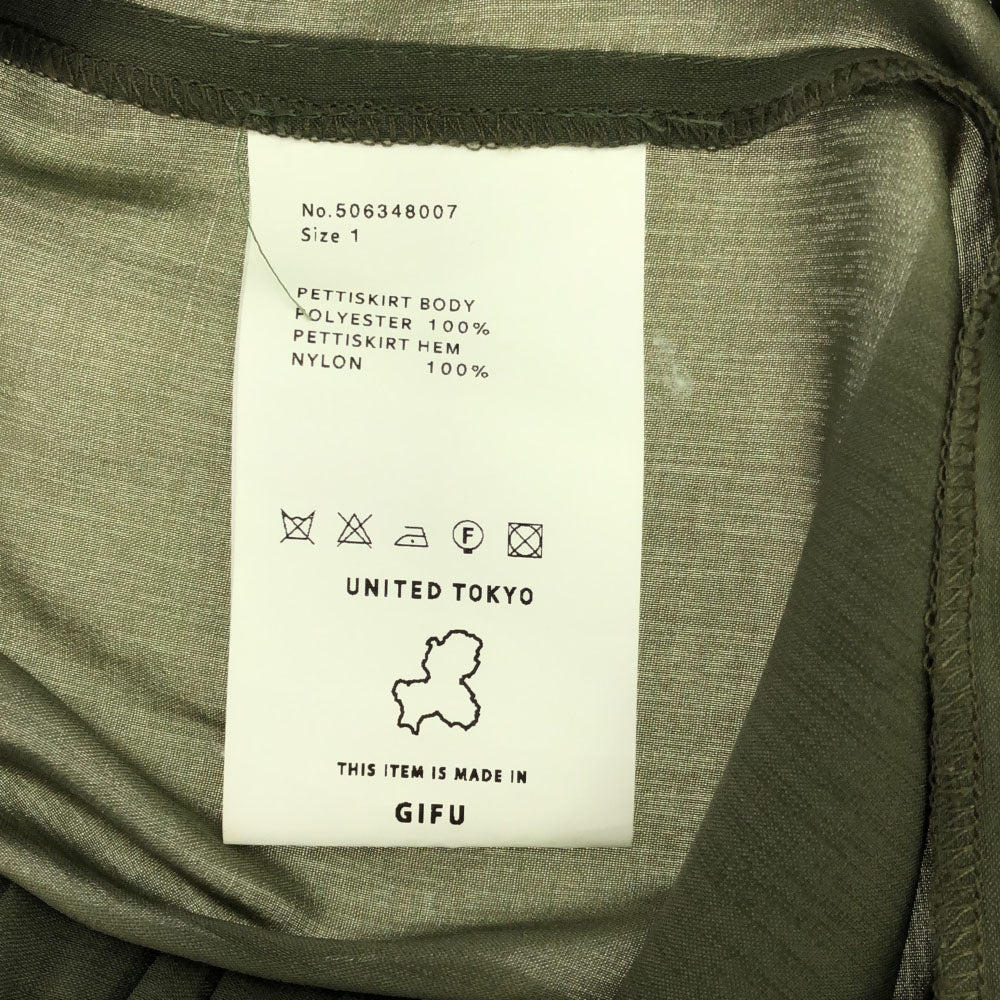 No.506348007
Size 1
PETTISKIRT BODY
POLYESTER 100%
PETTISKIRT HEM
NYLON 100%
F
UNITED TOKYO
THIS ITEM IS MADE IN
GIFU